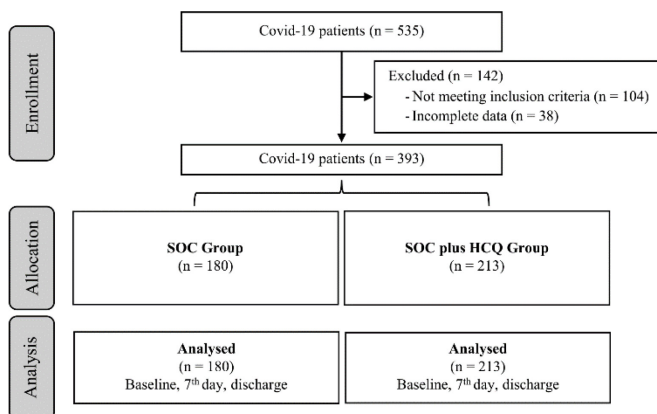 Enrollment
Covid-19 patients (n = 535)
Excluded (n = 142)
- Not meeting inclusion criteria (n = 104)
- Incomplete data (n = 38)
Covid-19 patients (n = 393)
Allocation
SOC Group
(n = 180)
SOC plus HCQ Group
(n = 213)
Analysis
Analysed
(n = 180)
Baseline, 7th day, discharge
Analysed
(n = 213)
Baseline, 7th day, discharge